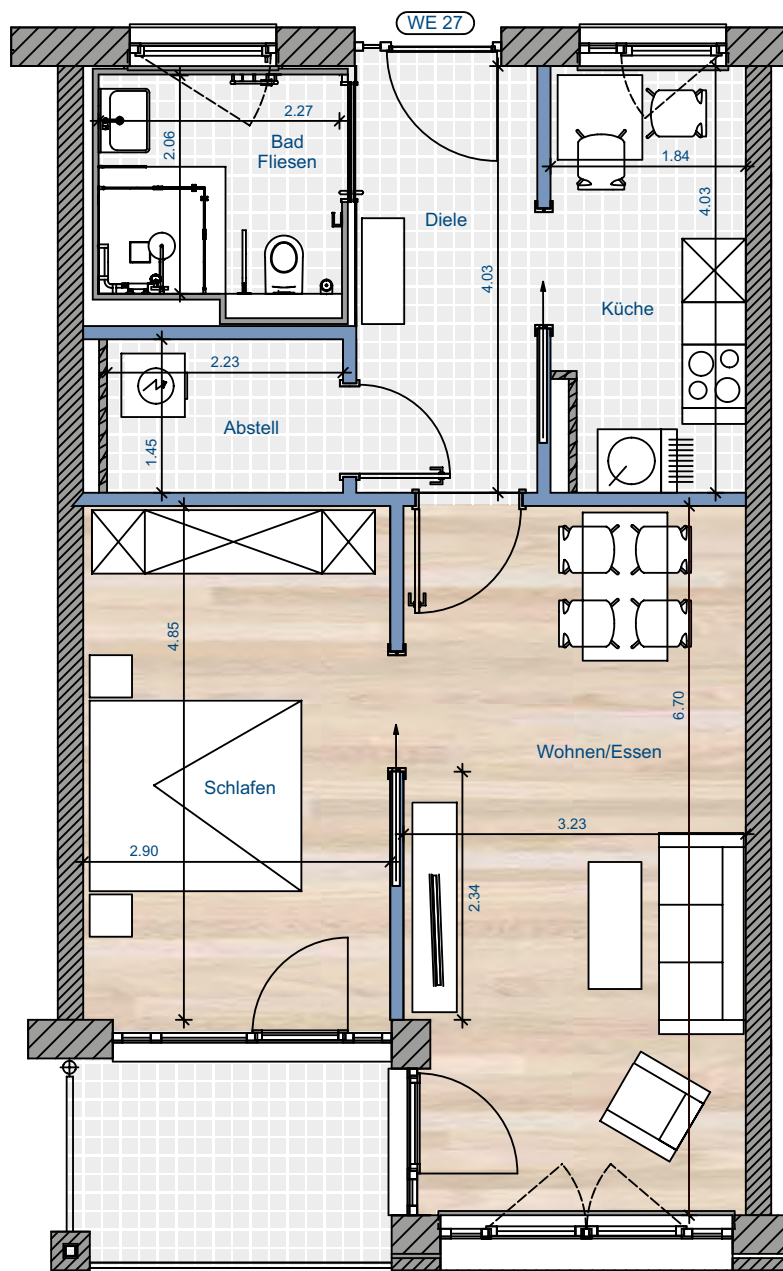 WE 27
2.27
2.06
Bad
Fliesen
1.84
4.03
Diele
4.03
Küche
2.23
Abstell
1.45
4.85
6.70
Wohnen/Essen
Schlafen
3.23
2.90
2.34